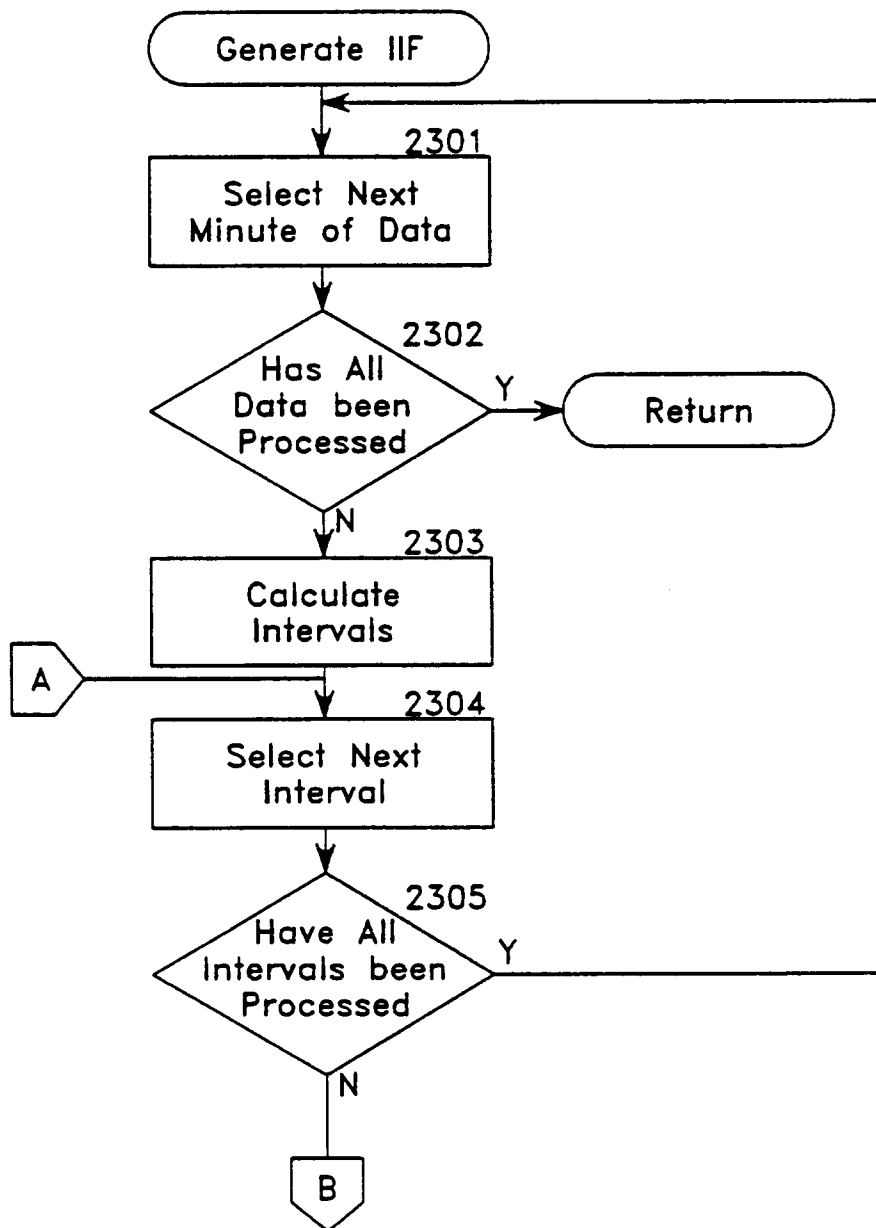 Generate IIF
2301
Select Next
Minute of Data
2302
Has All
Data been
Processed
Y
Return
N
2303
Calculate
Intervals
A
2304
Select Next
Interval
2305
Have All
Intervals been
Processed
Y
N
B